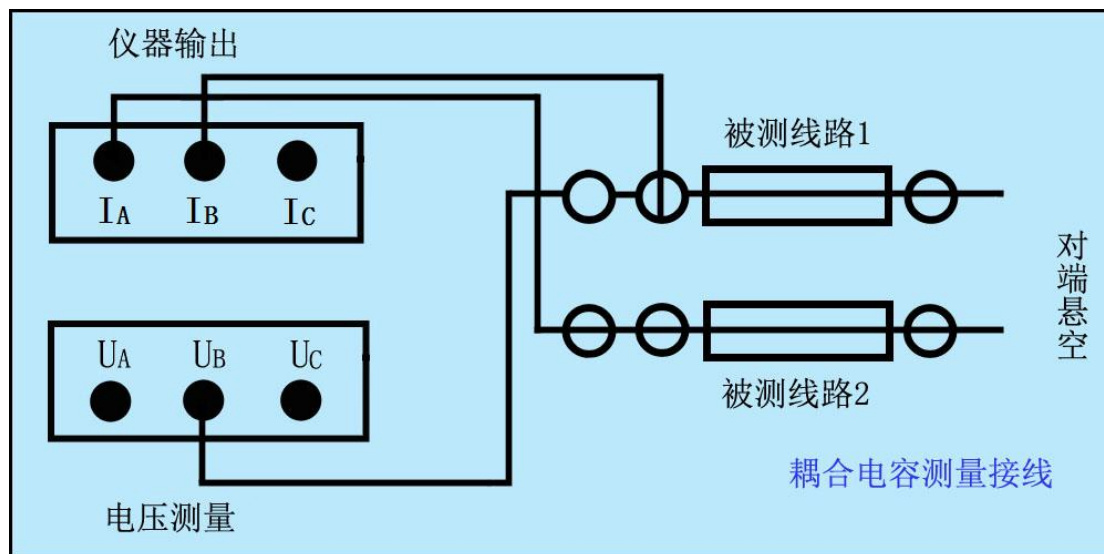 仪器输出
IA IB IC
被测线路1
对端悬空
UA UB UC
被测线路2
耦合电容测量接线
电压测量